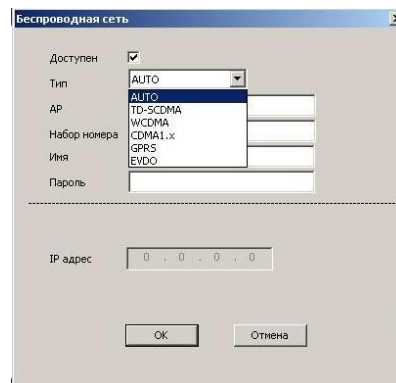 Беспроводная сеть
Доступен
Тип AUTO
AUTO
AP TD-SCDMA
WCDMA
Набор номера CDMA1.x
GPRS
Имя EVDO
Пароль
IP адрес 0 . 0 . 0 . 0
OK Отмена